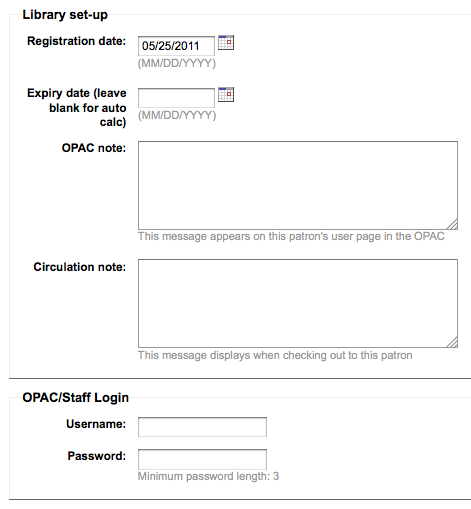 Library set-up
Registration date: 05/25/2011
(MM/DD/YYYY)
Expiry date (leave
blank for auto
calc)
(MM/DD/YYYY)
OPAC note:
This message appears on this patron's user page in the OPAC
Circulation note:
This message displays when checking out to this patron
OPAC/Staff Login
Username:
Password:
Minimum password length: 3